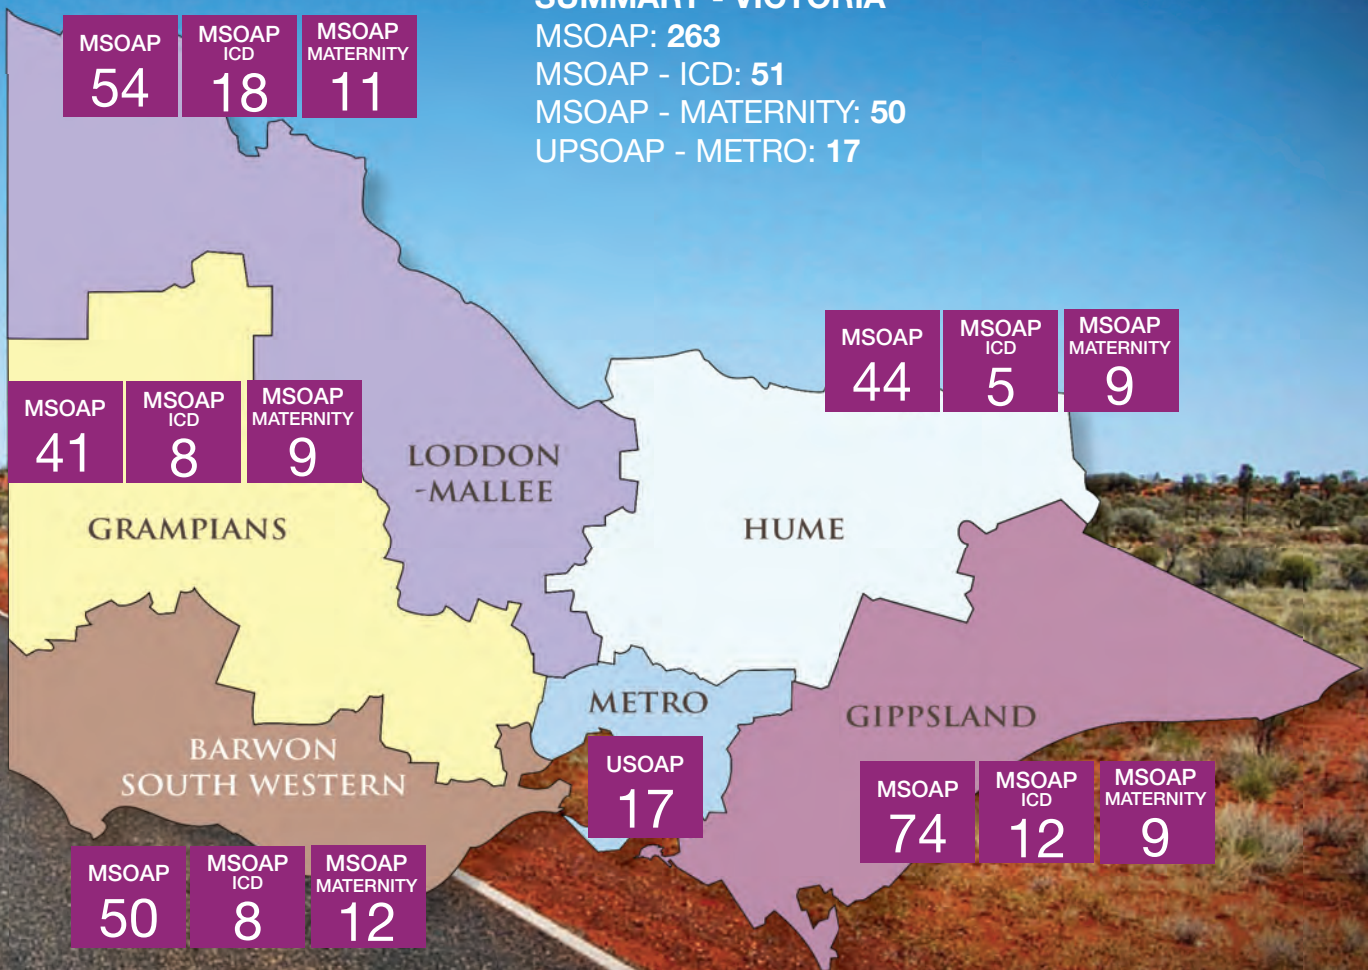 SUMMARY - VICTORIA
MSOAP: 263
MSOAP - ICD: 51
MSOAP - MATERNITY: 50
UPSOAP - METRO: 17
MSOAP
54
MSOAP
ICD
18
MSOAP
MATERNITY
11
MSOAP
44
MSOAP
ICD
5
MSOAP
MATERNITY
9
MSOAP
41
MSOAP
ICD
8
MSOAP
MATERNITY
9
LODDON
-MALLEE
GRAMPIANS
HUME
METRO
GIPPSLAND
BARWON
SOUTH WESTERN
USOAP
17
MSOAP
74
MSOAP
ICD
12
MSOAP
MATERNITY
9
MSOAP
50
MSOAP
ICD
8
MSOAP
MATERNITY
12